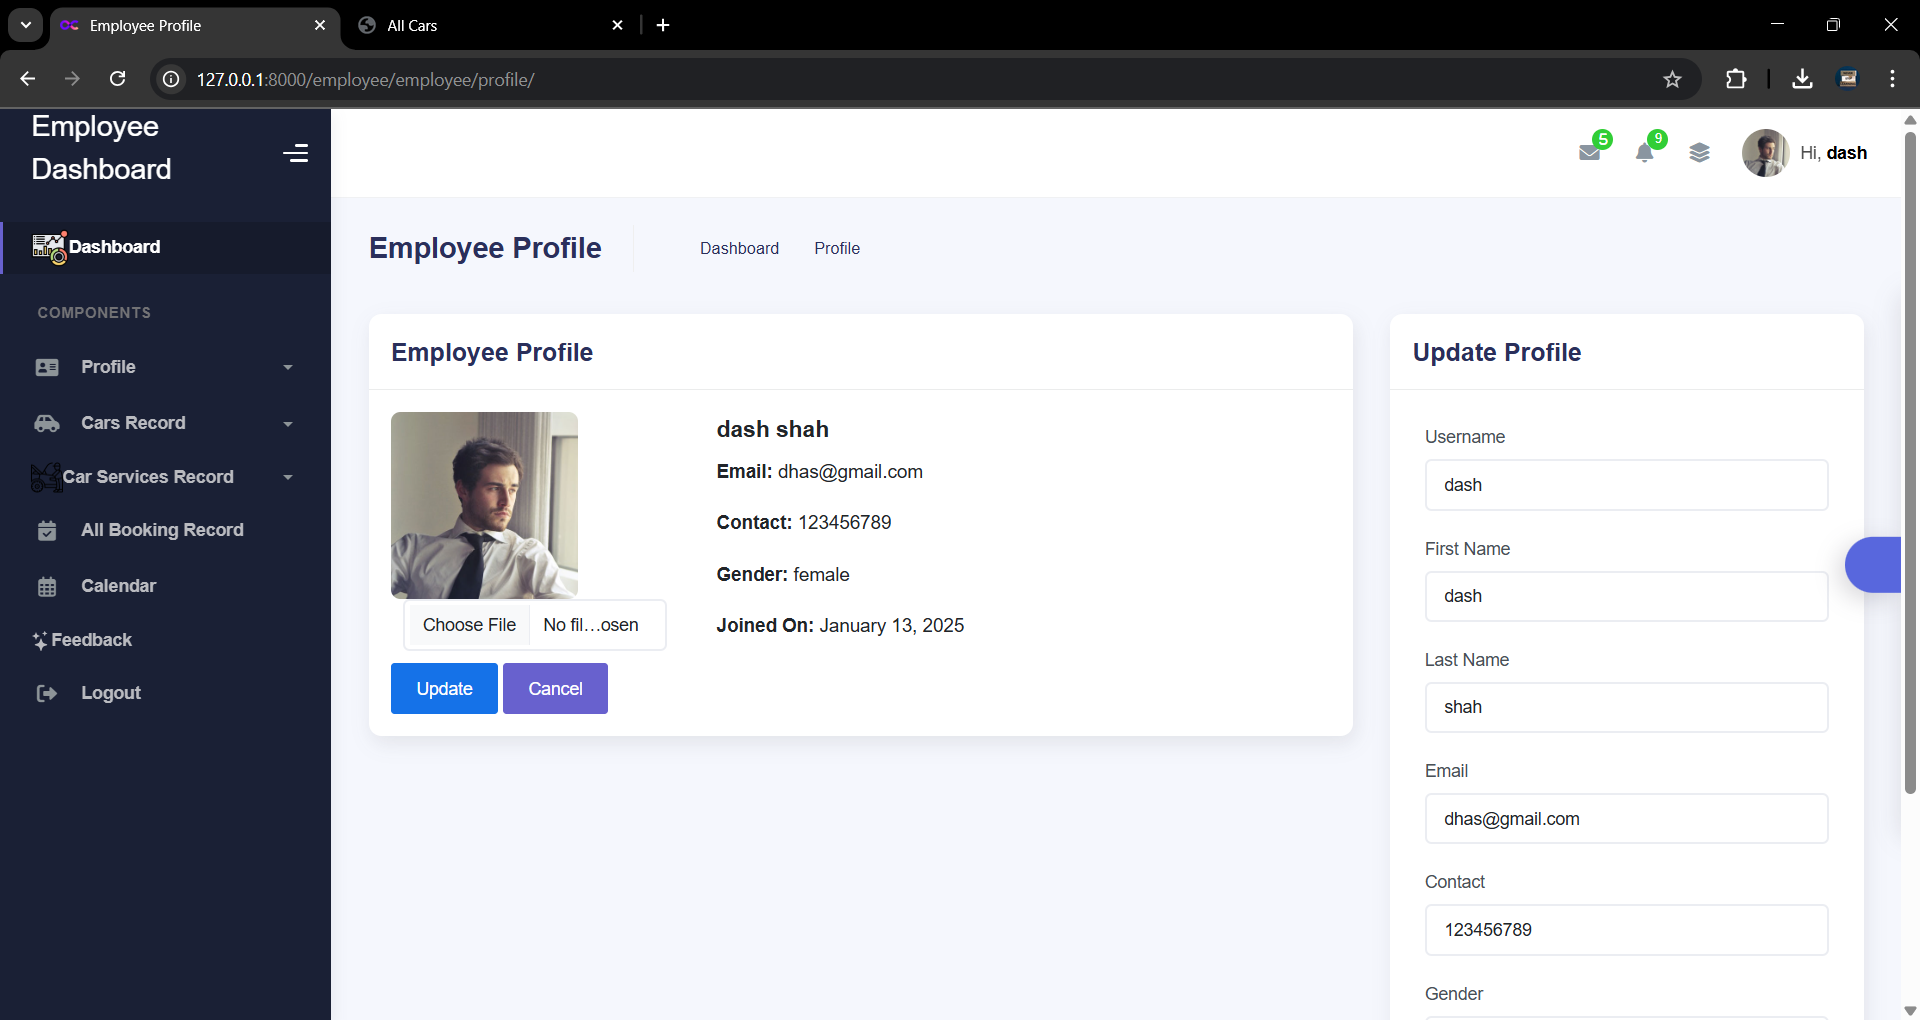 Employee Profile
All Cars
127.0.0.1:8000/employee/employee/profile/
Employee
Dashboard
5
9
Hi, dash
Dashboard
COMPONENTS
Profile
Cars Record
Car Services Record
All Booking Record
Calendar
Feedback
Logout
Employee Profile
Dashboard
Profile
Employee Profile
dash shah
Email: dhas@gmail.com
Contact: 123456789
Gender: female
Joined On: January 13, 2025
Choose File
No fil...osen
Update
Cancel
Update Profile
Username
dash
First Name
dash
Last Name
shah
Email
dhas@gmail.com
Contact
123456789
Gender